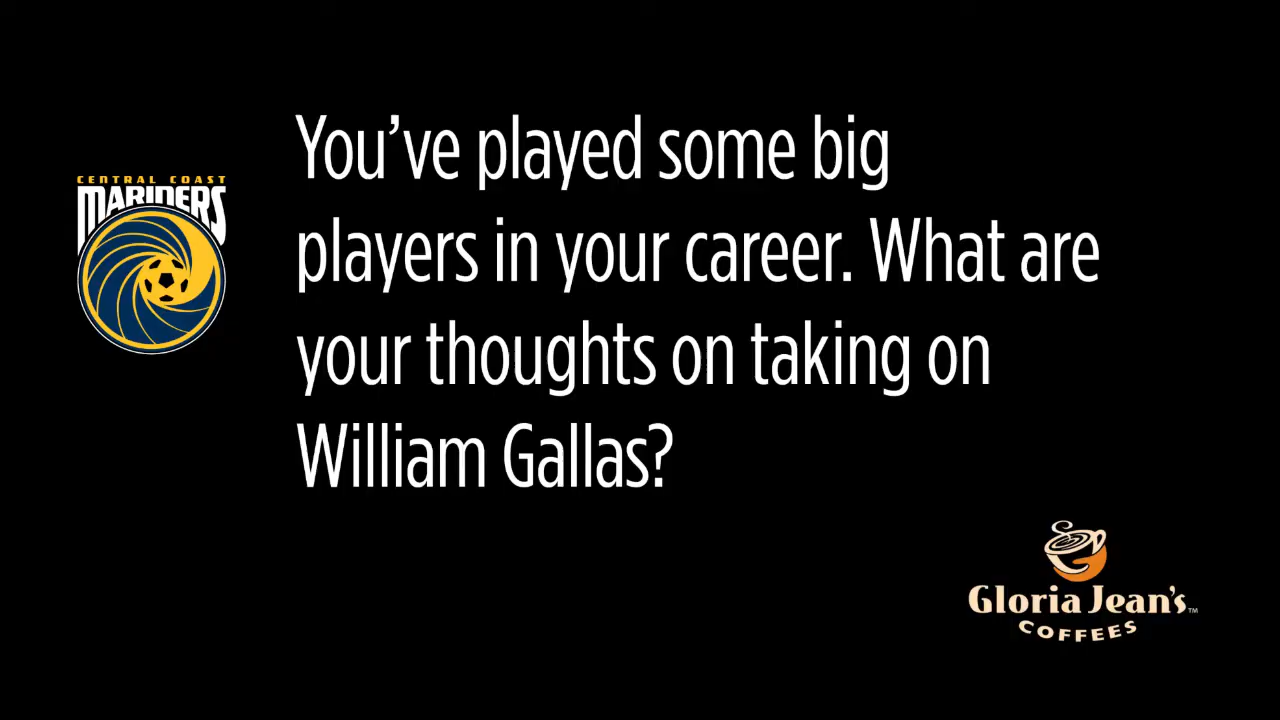 CENTRAL COAST
MARINERS
You’ve played some big
players in your career. What are
your thoughts on taking on
William Gallas?
Gloria Jean's™
COFFEES